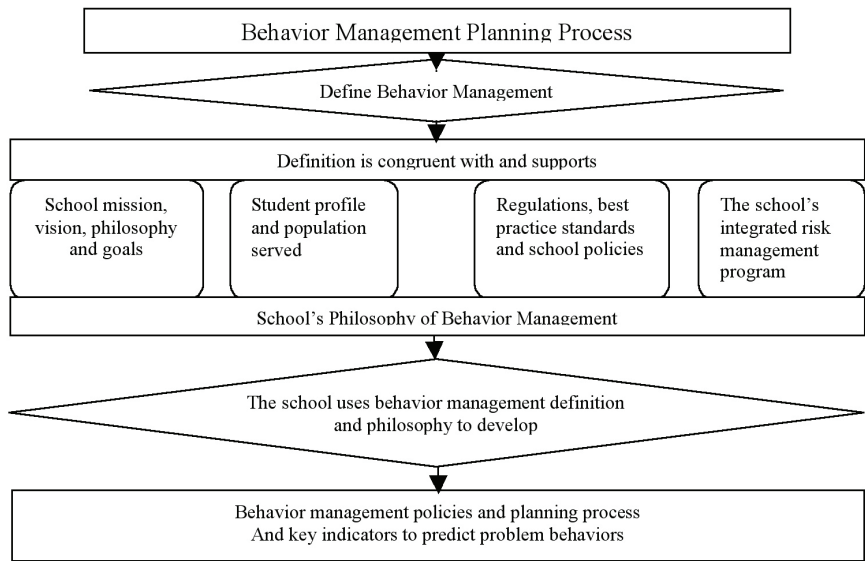 Behavior Management Planning Process
Define Behavior Management
Definition is congruent with and supports
School mission,
vision, philosophy
and goals
Student profile
and population
served
Regulations, best
practice standards
and school policies
The school’s
integrated risk
management
program
School’s Philosophy of Behavior Management
The school uses behavior management definition
and philosophy to develop
Behavior management policies and planning process
And key indicators to predict problem behaviors